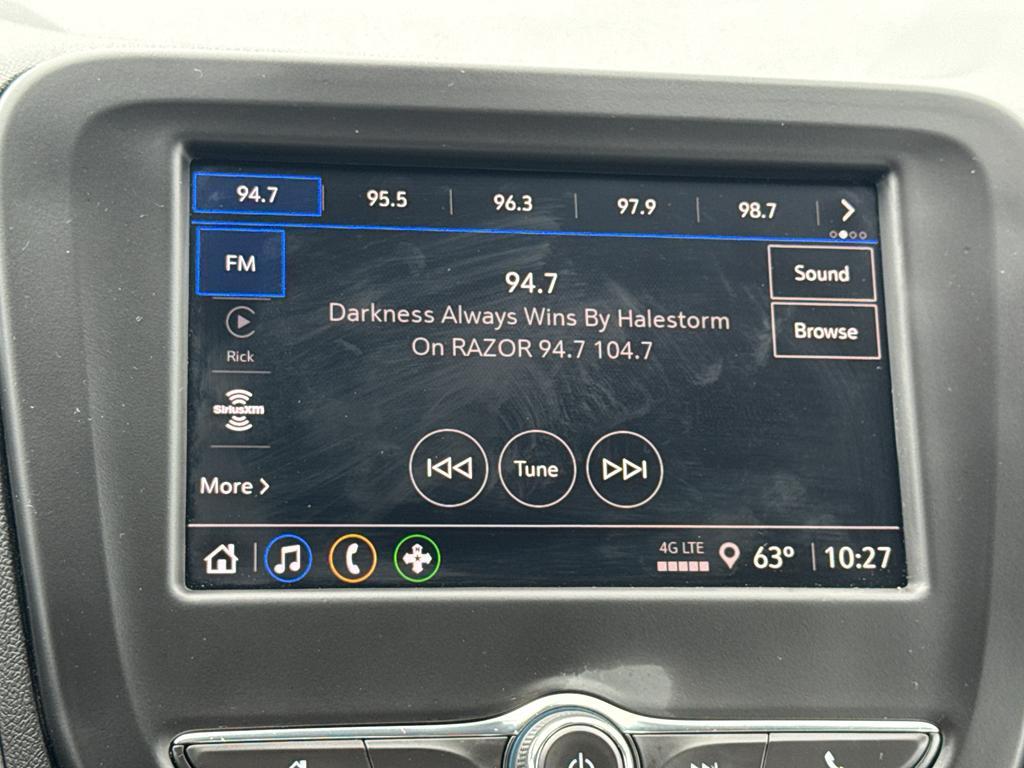 94.7 95.5 96.3 97.9 98.7
FM
94.7
Sound
Darkness Always Wins By Halestorm
On RAZOR 94.7 104.7
Browse
Rick
SiriusXM
Tune
More
4G LTE
63° 10:27